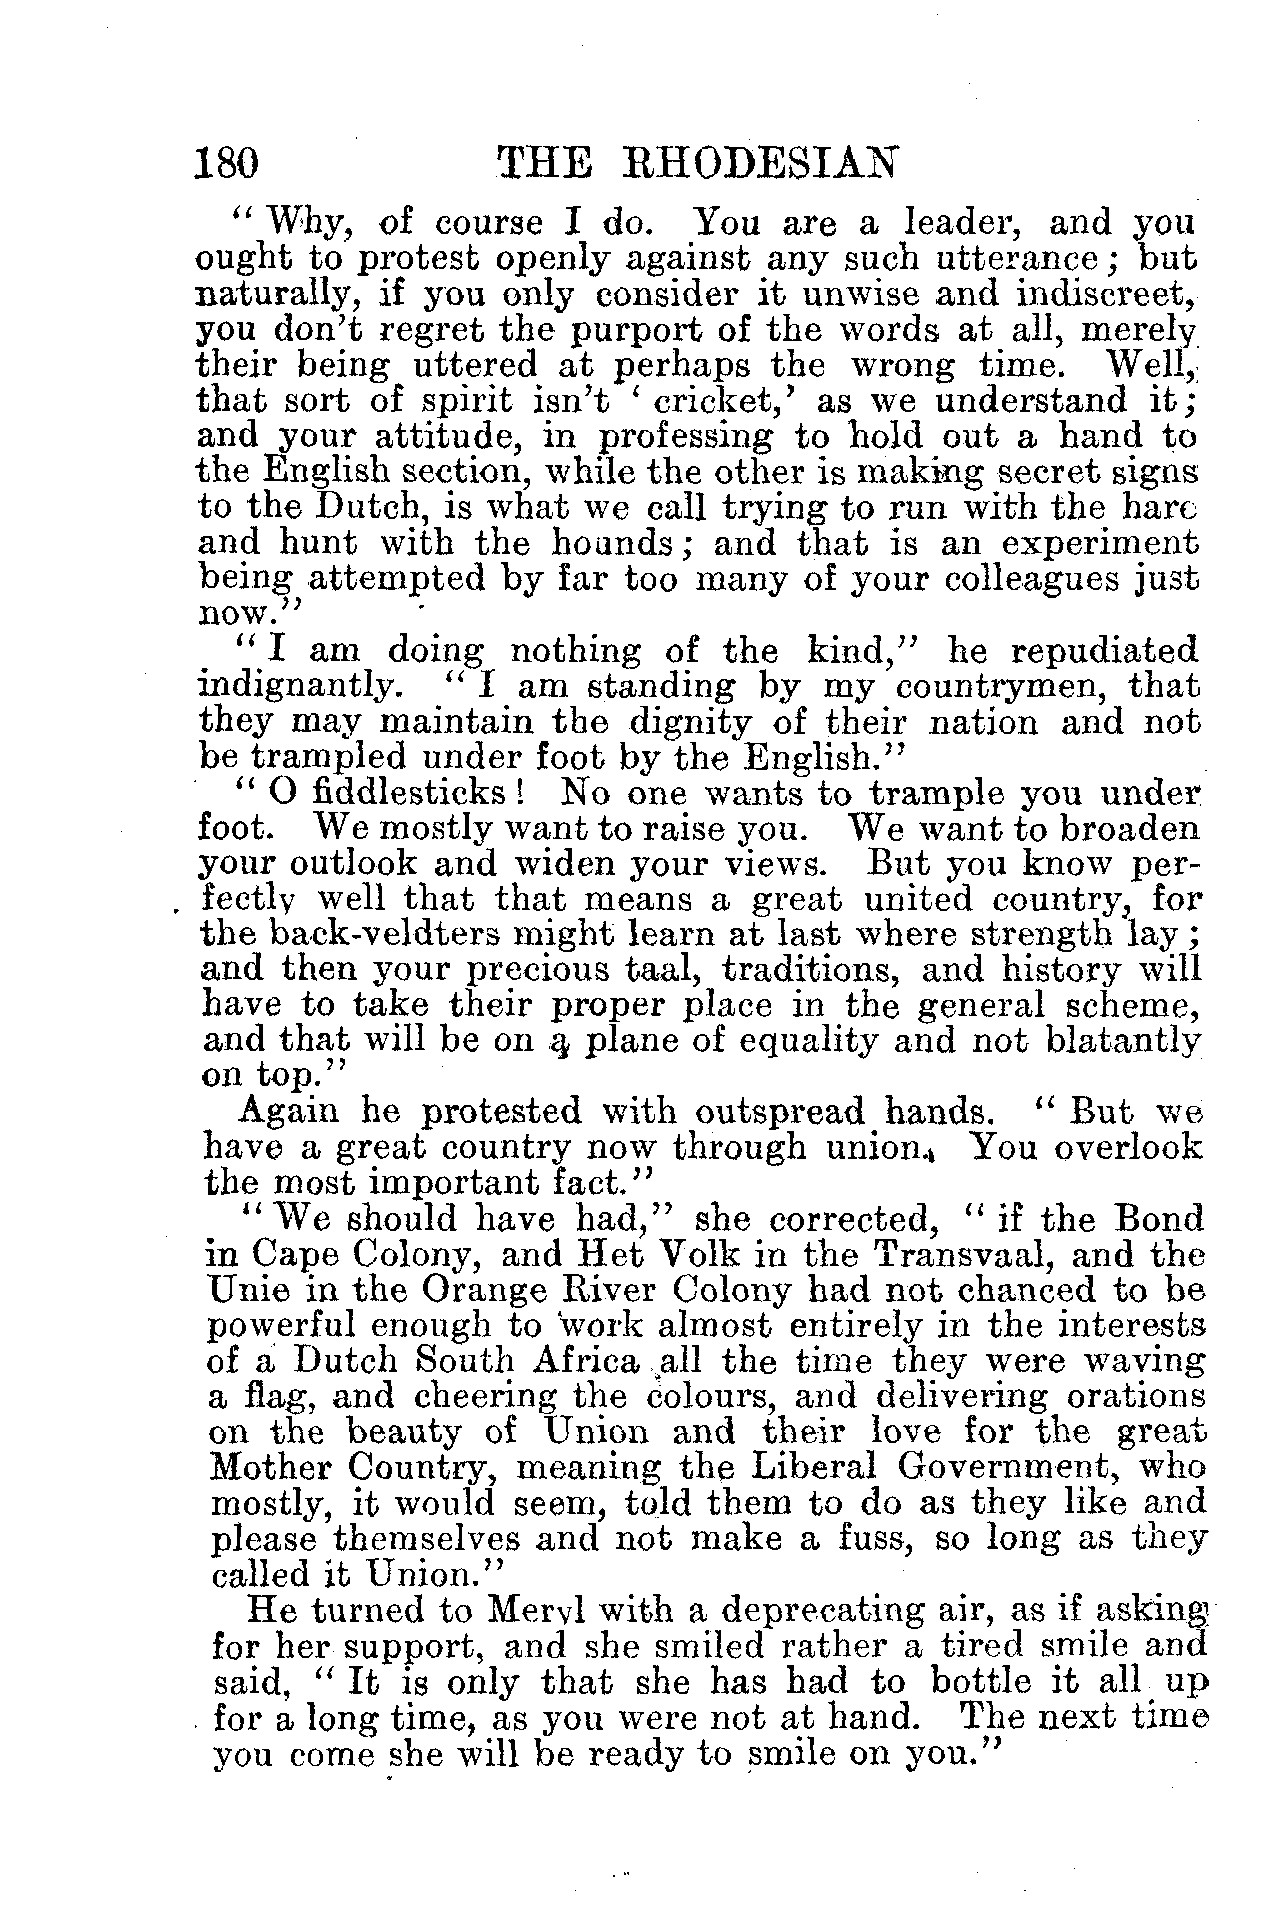 180 THE RHODESIAN
“ Why, of course I do. You are a leader, and you
ought to protest openly against any such utterance ; but
naturally, if you only consider it unwise and indiscreet,
you don’t regret the purport of the words at all, merely
their being uttered at perhaps the wrong time. Well,
that sort of spirit isn’t ‘ cricket,’ as we understand it ;
and your attitude, in professing to hold out a hand to
the English section, while the other is making secret signs
to the Dutch, is what we call trying to run with the hare
and hunt with the hounds ; and that is an experiment
being attempted by far too many of your colleagues just
now.”
“ I am doing nothing of the kind,” he repudiated
indignantly. “ I am standing by my countrymen, that
they may maintain the dignity of their nation and not
be trampled under foot by the English.”
“ O fiddlesticks ! No one wants to trample you under
foot. We mostly want to raise you. We want to broaden
your outlook and widen your views. But you know per-
fectly well that that means a great united country, for
the back-veldters might learn at last where strength lay ;
and then your precious taal, traditions, and history will
have to take their proper place in the general scheme,
and that will be on a plane of equality and not blatantly
on top.”
Again he protested with outspread hands. “ But we
have a great country now through union. You overlook
the most important fact.”
“ We should have had,” she corrected, “ if the Bond
in Cape Colony, and Het Volk in the Transvaal, and the
Unie in the Orange River Colony had not chanced to be
powerful enough to work almost entirely in the interests
of a Dutch South Africa all the time they were waving
a flag, and cheering the colours, and delivering orations
on the beauty of Union and their love for the great
Mother Country, meaning the Liberal Government, who
mostly, it would seem, told them to do as they like and
please themselves and not make a fuss, so long as they
called it Union.”
He turned to Meryl with a deprecating air, as if asking
for her support, and she smiled rather a tired smile and
said, “ It is only that she has had to bottle it all up
for a long time, as you were not at hand. The next time
you come she will be ready to smile on you.”